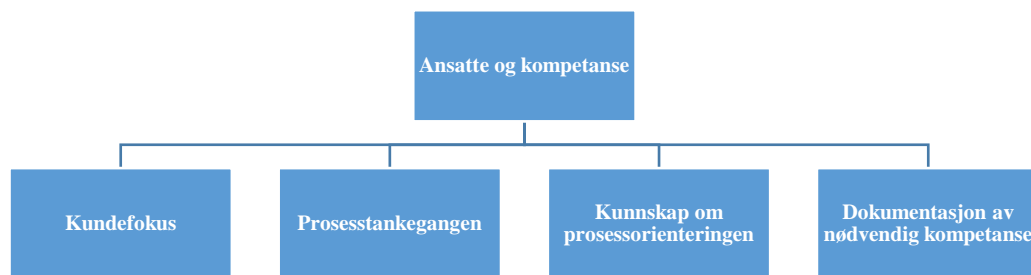 Ansatte og kompetanse
Kundefokus
Prosesstankegangen
Kunnskap om
prosessorienteringen
Dokumentasjon av
nødvendig kompetanse